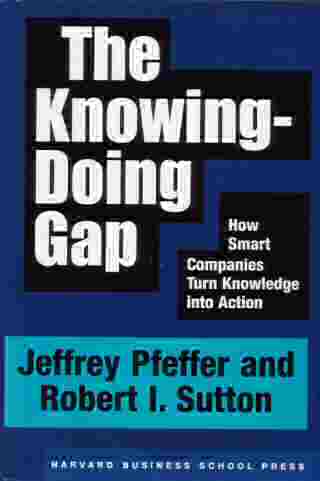 The
Knowing-
Doing
Gap
How
Smart
Companies
Turn Knowledge
into Action
Jeffrey Pfeffer and
Robert I. Sutton
HARVARD BUSINESS SCHOOL PRESS